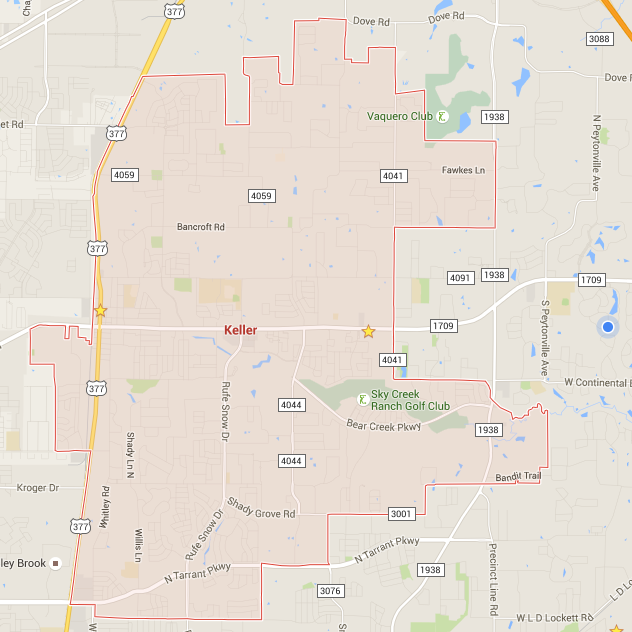 Cha
377
Dove Rd
Dove Rd
3088
Dove R
et Rd
377
Vaquero Club
1938
N Peytonville Ave
4059
4059
4041
Fawkes Ln
Bancroft Rd
377
4091
1938
1709
S Peytonville Ave
Keller
1709
4041
377
Rufe Snow Dr
4044
Sky Creek
Ranch Golf Club
W Continental B
Bear Creek Pkwy
1938
Shady Ln N
4044
Bandit Trail
Kroger Dr
Whitley Rd
Shady Grove Rd
3001
377
Rufe Snow Dr
Willis Ln
ley Brook
N Tarrant Pkwy
N Tarrant Pkwy
1938
Precinct Line Rd
3076
L D Lo
W L D Lockett Rd
W
Sm